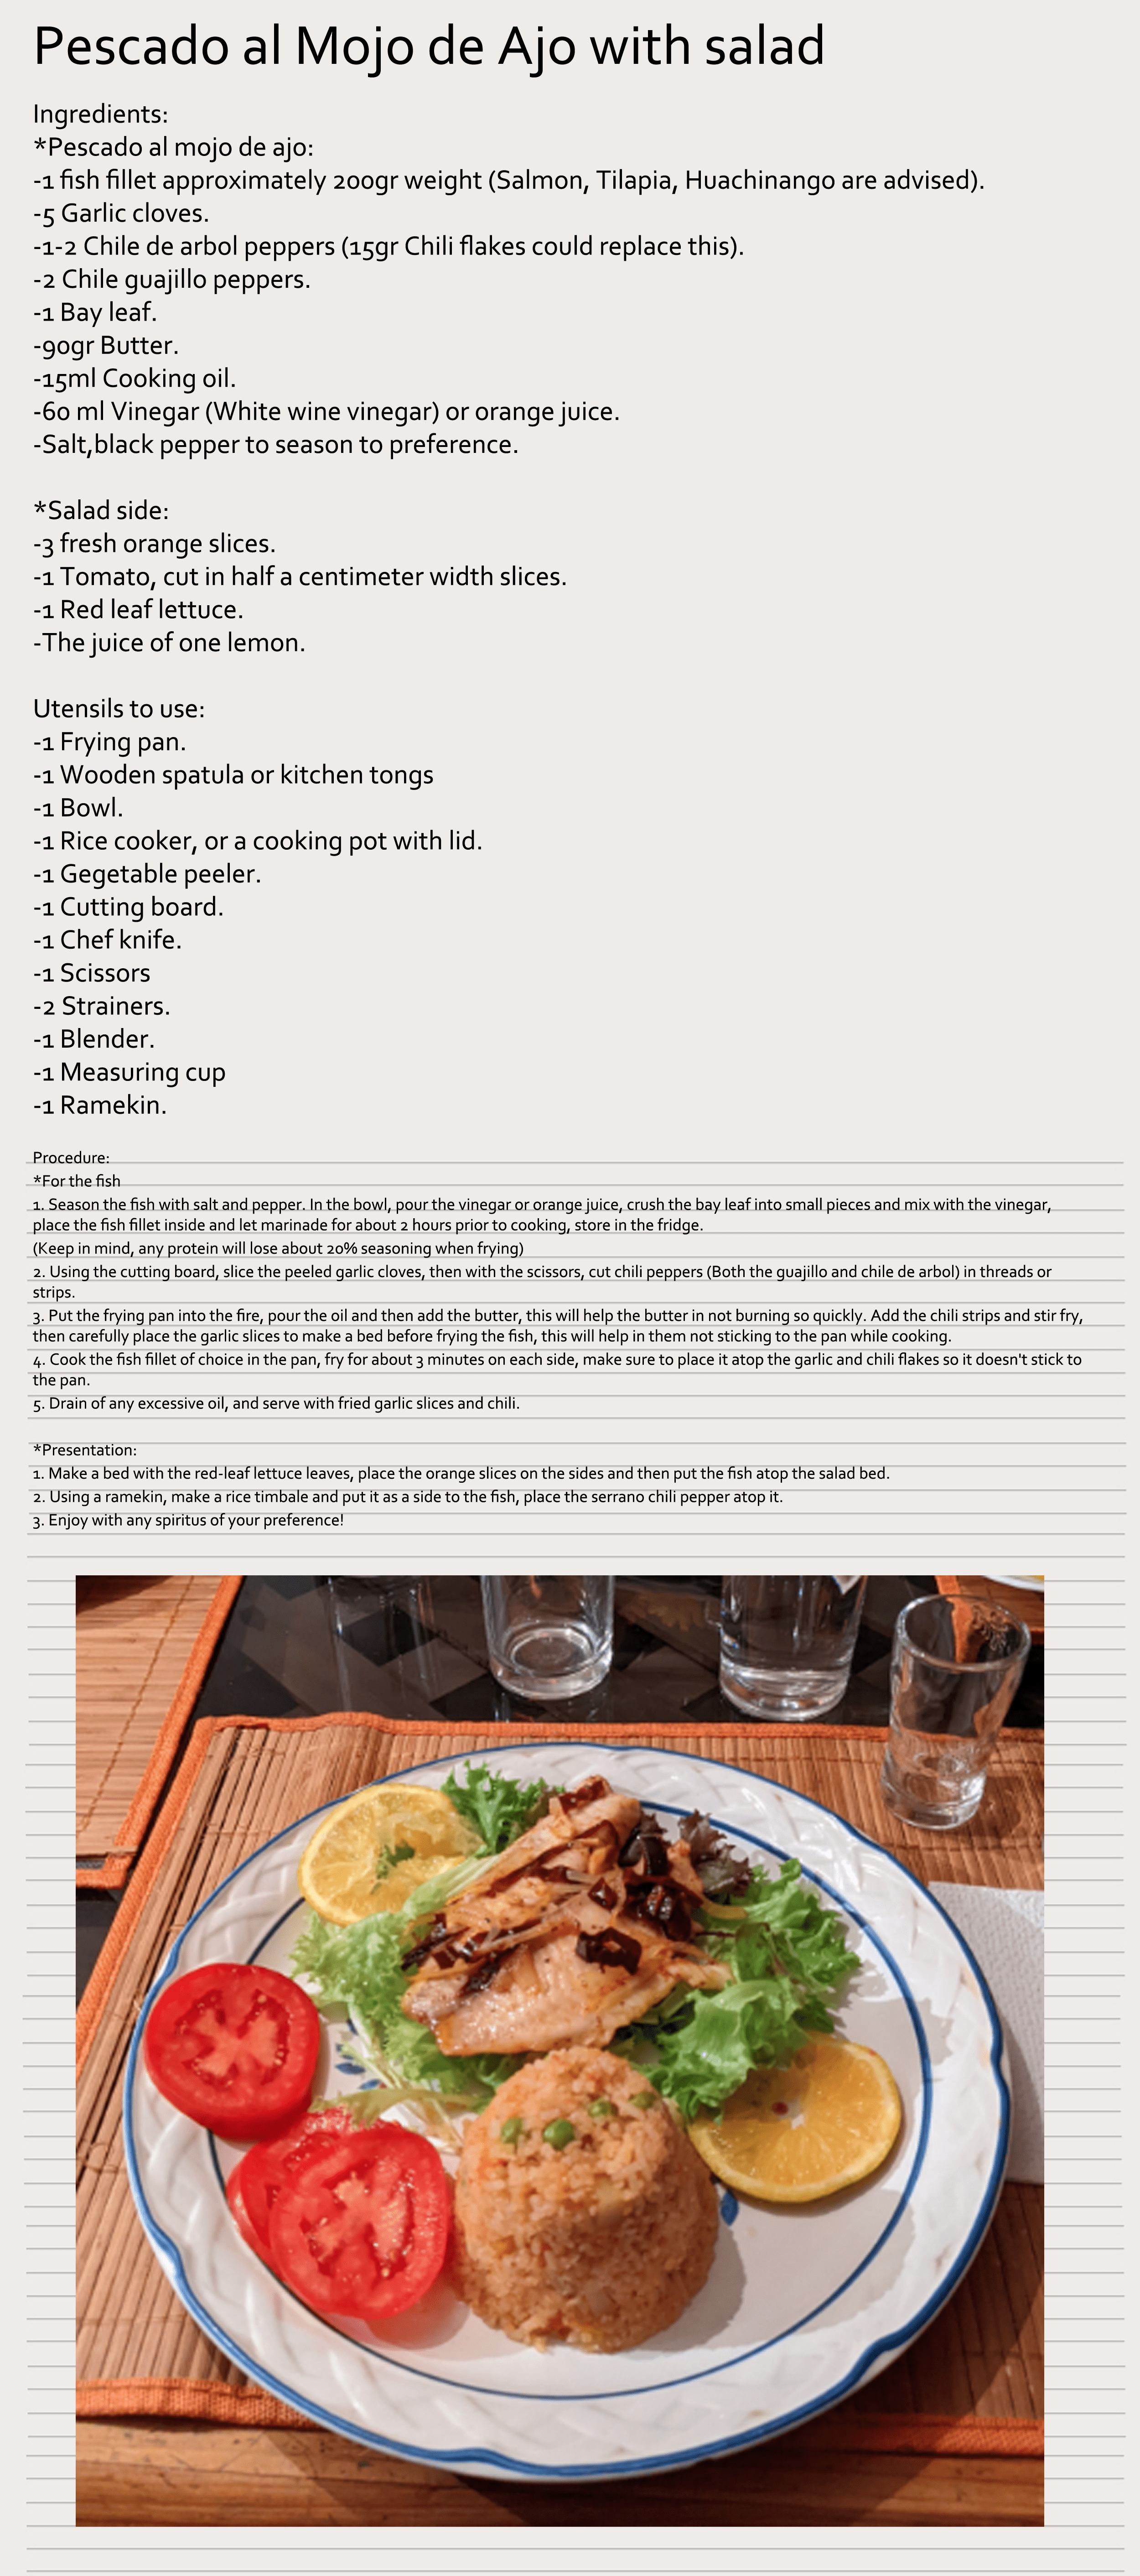 Pescado al Mojo de Ajo with salad
Ingredients:
*Pescado al mojo de ajo:
-1 fish fillet approximately 200gr weight (Salmon, Tilapia, Huachinango are advised).
-5 Garlic cloves.
-1-2 Chile de arbol peppers (15gr Chili flakes could replace this).
-2 Chile guajillo peppers.
-1 Bay leaf.
-90gr Butter.
-15ml Cooking oil.
-60 ml Vinegar (White wine vinegar) or orange juice.
-Salt,black pepper to season to preference.
*Salad side:
-3 fresh orange slices.
-1 Tomato, cut in half a centimeter width slices.
-1 Red leaf lettuce.
-The juice of one lemon.
Utensils to use:
-1 Frying pan.
-1 Wooden spatula or kitchen tongs
-1 Bowl.
-1 Rice cooker, or a cooking pot with lid.
-1 Gegetable peeler.
-1 Cutting board.
-1 Chef knife.
-1 Scissors
-2 Strainers.
-1 Blender.
-1 Measuring cup
-1 Ramekin.
Procedure:
*For the fish
1. Season the fish with salt and pepper. In the bowl, pour the vinegar or orange juice, crush the bay leaf into small pieces and mix with the vinegar,
place the fish fillet inside and let marinade for about 2 hours prior to cooking, store in the fridge.
(Keep in mind, any protein will lose about 20% seasoning when frying)
2. Using the cutting board, slice the peeled garlic cloves, then with the scissors, cut chili peppers (Both the guajillo and chile de arbol) in threads or
strips.
3. Put the frying pan into the fire, pour the oil and then add the butter, this will help the butter in not burning so quickly. Add the chili strips and stir fry,
then carefully place the garlic slices to make a bed before frying the fish, this will help in them not sticking to the pan while cooking.
4. Cook the fish fillet of choice in the pan, fry for about 3 minutes on each side, make sure to place it atop the garlic and chili flakes so it doesn't stick to
the pan.
5. Drain of any excessive oil, and serve with fried garlic slices and chili.
*Presentation:
1. Make a bed with the red-leaf lettuce leaves, place the orange slices on the sides and then put the fish atop the salad bed.
2. Using a ramekin, make a rice timbale and put it as a side to the fish, place the serrano chili pepper atop it.
3. Enjoy with any spiritus of your preference!